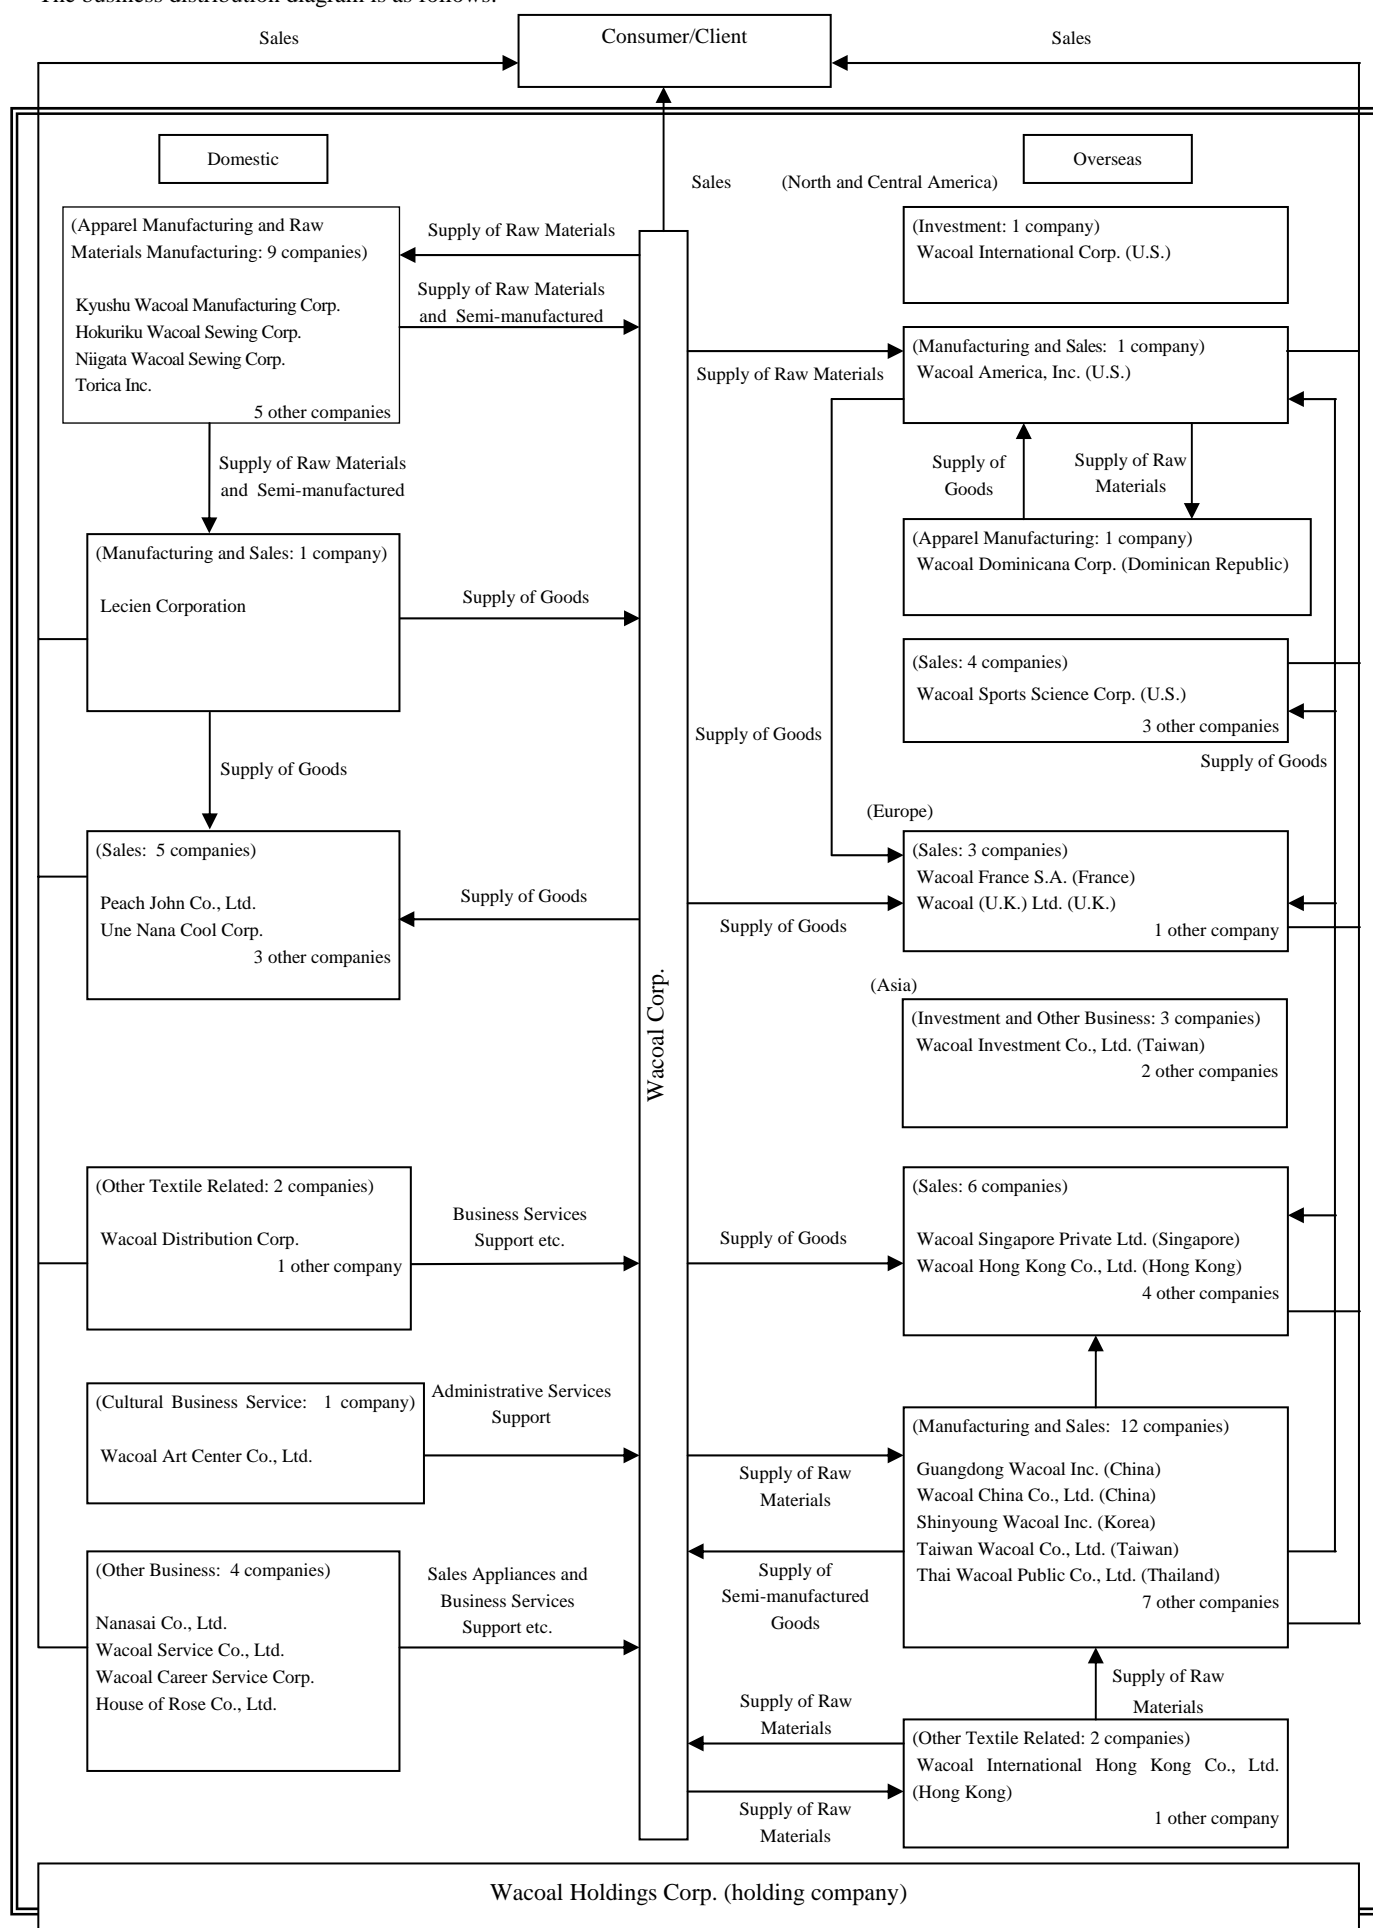 The business distribution diagram is as follows.
Sales
Consumer/Client
Sales
Domestic
Overseas
Sales
(North and Central America)
(Apparel Manufacturing and Raw
Materials Manufacturing: 9 companies)
Kyushu Wacoal Manufacturing Corp.
Hokuriku Wacoal Sewing Corp.
Niigata Wacoal Sewing Corp.
Torica Inc.
5 other companies
Supply of Raw Materials
Supply of Raw Materials
and Semi-manufactured
(Investment: 1 company)
Wacoal International Corp. (U.S.)
(Manufacturing and Sales: 1 company)
Wacoal America, Inc. (U.S.)
Supply of Raw Materials
Supply of Raw Materials
and Semi-manufactured
Supply of
Goods
Supply of Raw
Materials
(Manufacturing and Sales: 1 company)
Lecien Corporation
Supply of Goods
(Apparel Manufacturing: 1 company)
Wacoal Dominicana Corp. (Dominican Republic)
(Sales: 4 companies)
Wacoal Sports Science Corp. (U.S.)
3 other companies
Supply of Goods
Supply of Goods
Supply of Goods
(Europe)
(Sales: 5 companies)
Peach John Co., Ltd.
Une Nana Cool Corp.
3 other companies
Supply of Goods
(Sales: 3 companies)
Wacoal France S.A. (France)
Wacoal (U.K.) Ltd. (U.K.)
1 other company
Supply of Goods
Wacoal Corp.
(Asia)
(Investment and Other Business: 3 companies)
Wacoal Investment Co., Ltd. (Taiwan)
2 other companies
(Other Textile Related: 2 companies)
Wacoal Distribution Corp.
1 other company
Business Services
Support etc.
Supply of Goods
(Sales: 6 companies)
Wacoal Singapore Private Ltd. (Singapore)
Wacoal Hong Kong Co., Ltd. (Hong Kong)
4 other companies
(Cultural Business Service: 1 company)
Wacoal Art Center Co., Ltd.
Administrative Services
Support
Supply of Raw
Materials
(Manufacturing and Sales: 12 companies)
Guangdong Wacoal Inc. (China)
Wacoal China Co., Ltd. (China)
Shinyoung Wacoal Inc. (Korea)
Taiwan Wacoal Co., Ltd. (Taiwan)
Thai Wacoal Public Co., Ltd. (Thailand)
7 other companies
(Other Business: 4 companies)
Nanasai Co., Ltd.
Wacoal Service Co., Ltd.
Wacoal Career Service Corp.
House of Rose Co., Ltd.
Sales Appliances and
Business Services
Support etc.
Supply of
Semi-manufactured
Goods
Supply of Raw
Materials
Supply of Raw
Materials
(Other Textile Related: 2 companies)
Wacoal International Hong Kong Co., Ltd.
(Hong Kong)
1 other company
Supply of Raw
Materials
Wacoal Holdings Corp. (holding company)